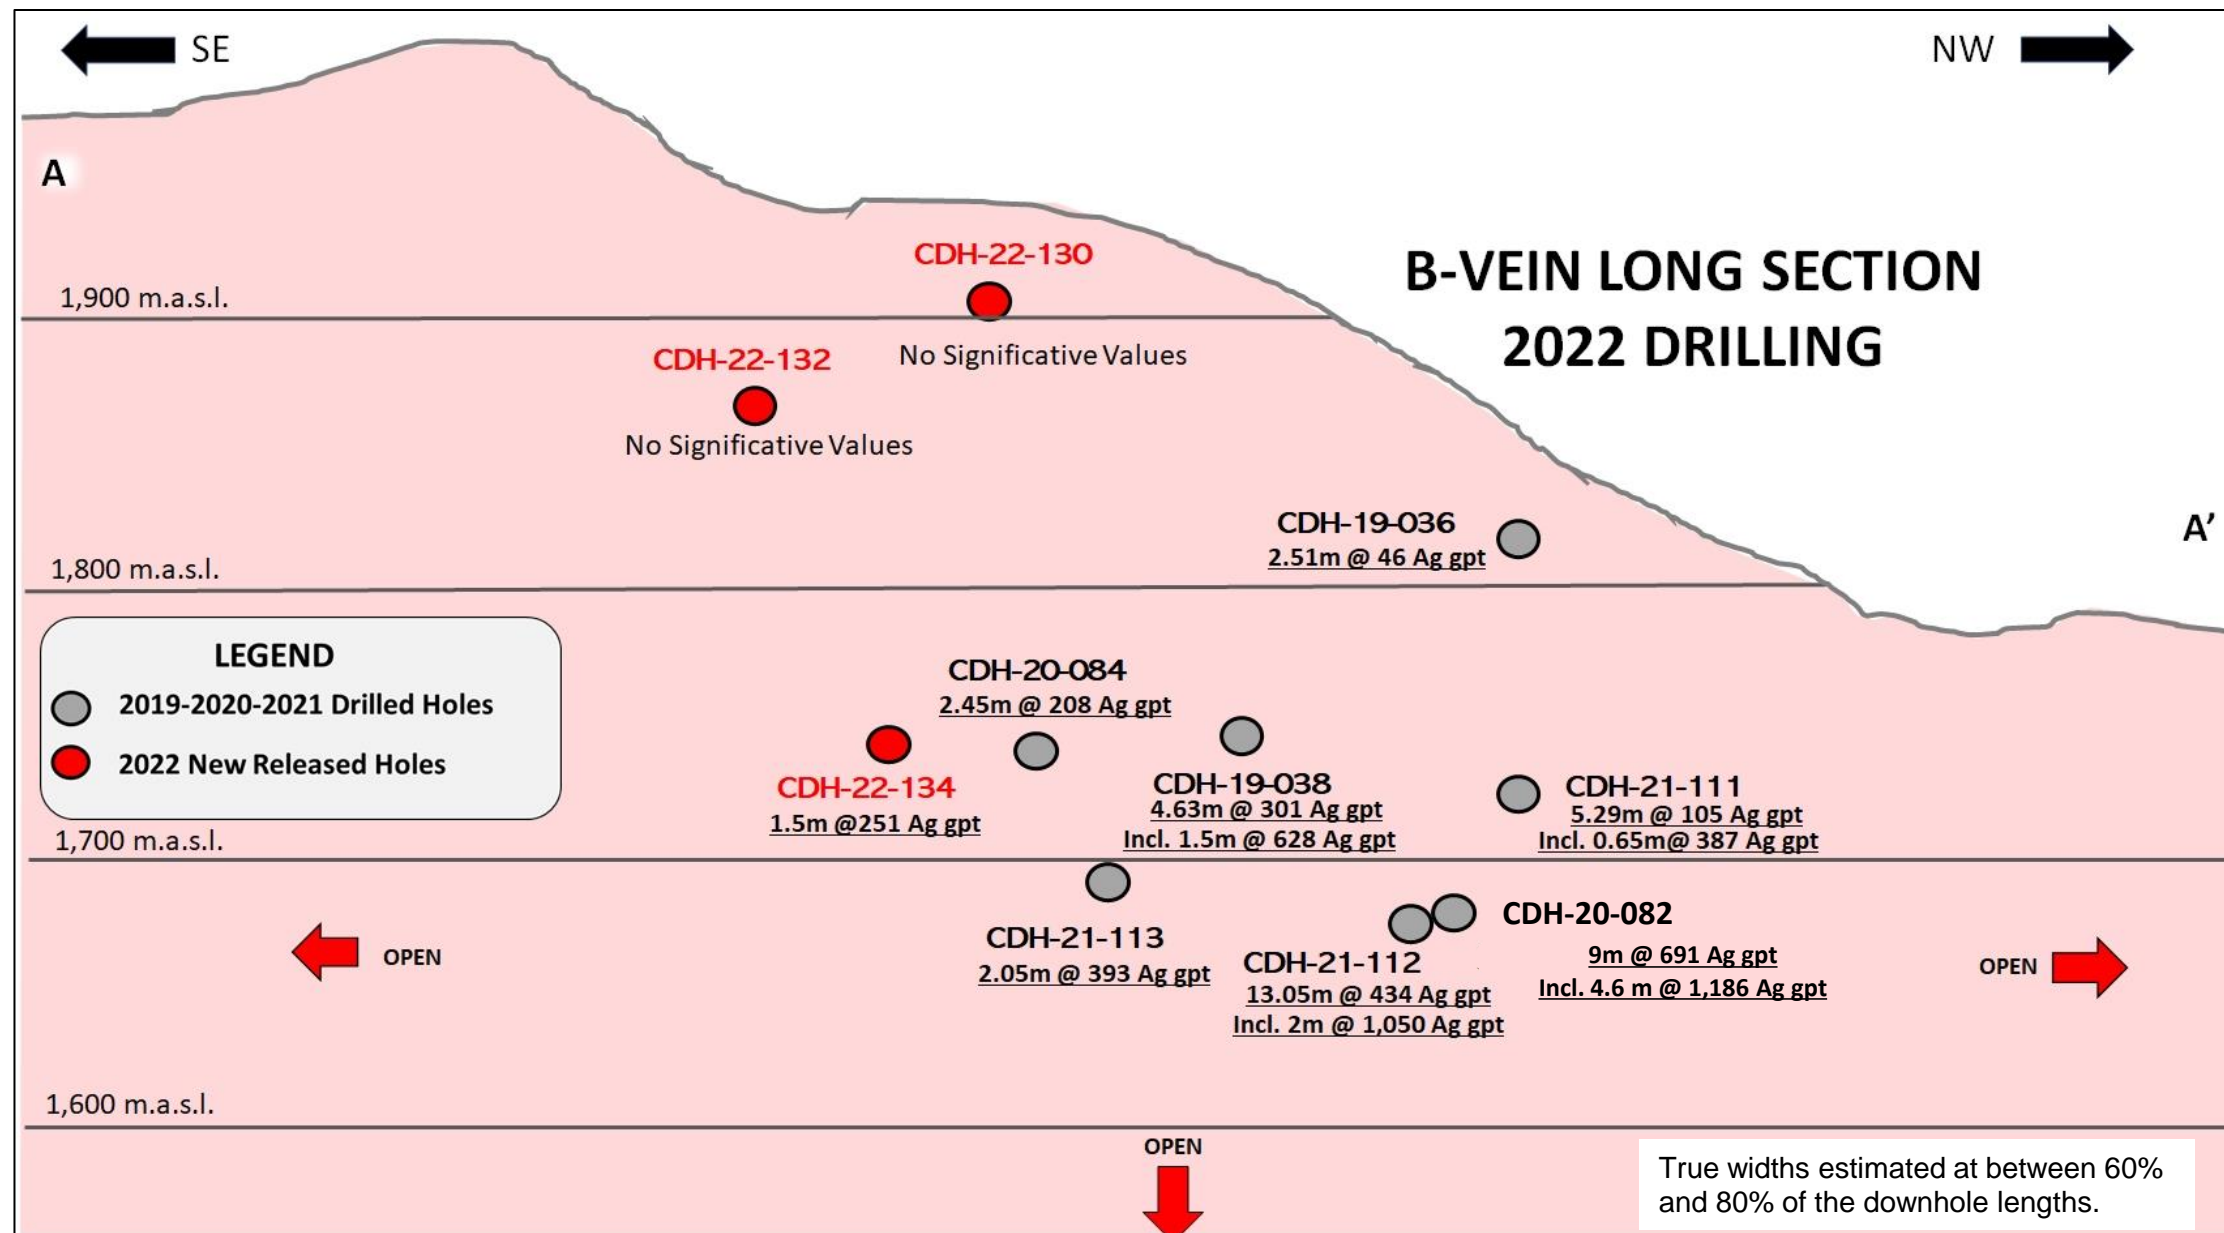 SE
NW
A
CDH-22-130
B-VEIN LONG SECTION
2022 DRILLING
1,900 m.a.s.l.
No Significative Values
CDH-22-132
No Significative Values
CDH-19-036
2.51m @ 46 Ag gpt
A’
1,800 m.a.s.l.
LEGEND
2019-2020-2021 Drilled Holes
2022 New Released Holes
CDH-20-084
2.45m @ 208 Ag gpt
CDH-22-134
1.5m @251 Ag gpt
CDH-19-038
4.63m @ 301 Ag gpt
Incl. 1.5m @ 628 Ag gpt
CDH-21-111
5.29m @ 105 Ag gpt
Incl. 0.65m@ 387 Ag gpt
1,700 m.a.s.l.
OPEN
CDH-21-113
2.05m @ 393 Ag gpt
CDH-21-112
13.05m @ 434 Ag gpt
Incl. 2m @ 1,050 Ag gpt
CDH-20-082
9m @ 691 Ag gpt
Incl. 4.6 m @ 1,186 Ag gpt
OPEN
1,600 m.a.s.l.
OPEN
True widths estimated at between 60%
and 80% of the downhole lengths.